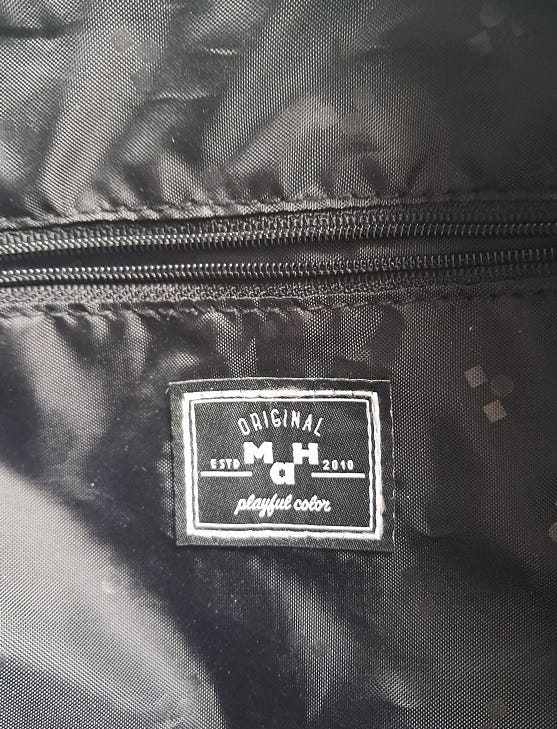 ORIGINAL
MaH
ESTD 2010
playful color